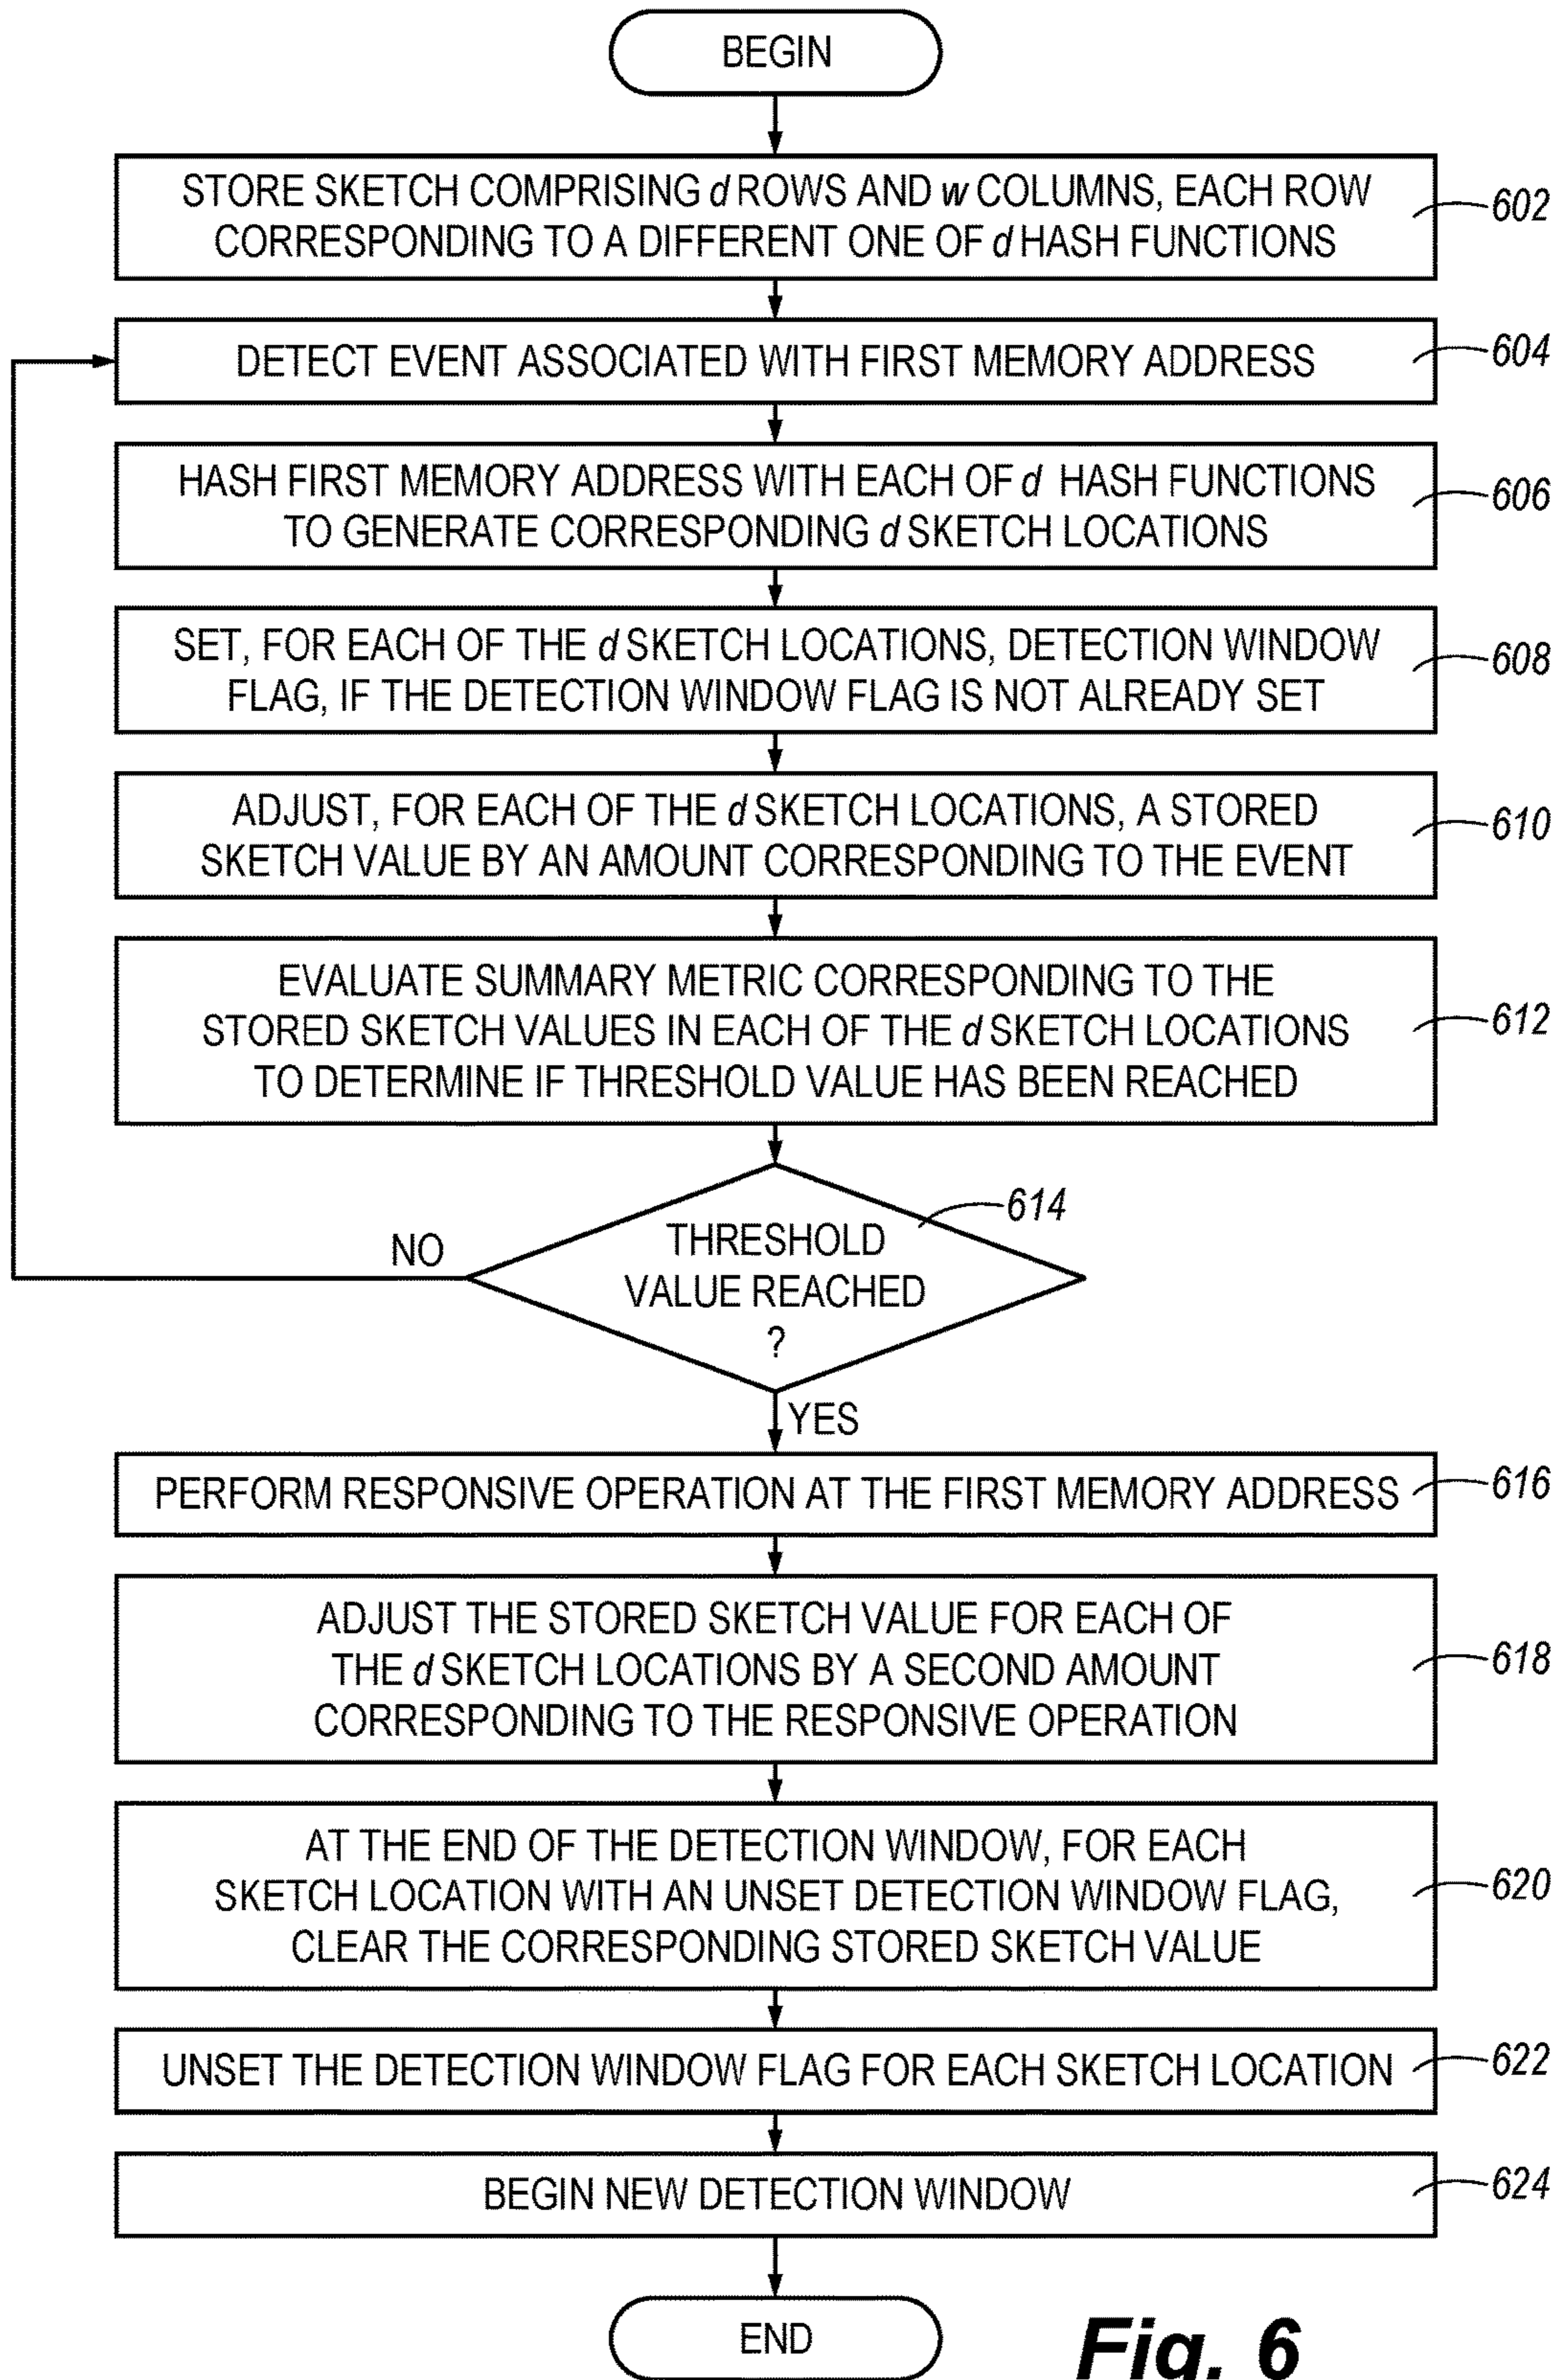 BEGIN
STORE SKETCH COMPRISING d ROWS AND w COLUMNS, EACH ROW
CORRESPONDING TO A DIFFERENT ONE OF d HASH FUNCTIONS
602
DETECT EVENT ASSOCIATED WITH FIRST MEMORY ADDRESS
604
HASH FIRST MEMORY ADDRESS WITH EACH OF d HASH FUNCTIONS
TO GENERATE CORRESPONDING d SKETCH LOCATIONS
606
SET, FOR EACH OF THE d SKETCH LOCATIONS, DETECTION WINDOW
FLAG, IF THE DETECTION WINDOW FLAG IS NOT ALREADY SET
608
ADJUST, FOR EACH OF THE d SKETCH LOCATIONS, A STORED
SKETCH VALUE BY AN AMOUNT CORRESPONDING TO THE EVENT
610
EVALUATE SUMMARY METRIC CORRESPONDING TO THE
STORED SKETCH VALUES IN EACH OF THE d SKETCH LOCATIONS
TO DETERMINE IF THRESHOLD VALUE HAS BEEN REACHED
612
614
NO
THRESHOLD
VALUE REACHED
?
YES
PERFORM RESPONSIVE OPERATION AT THE FIRST MEMORY ADDRESS
616
ADJUST THE STORED SKETCH VALUE FOR EACH OF
THE d SKETCH LOCATIONS BY A SECOND AMOUNT
CORRESPONDING TO THE RESPONSIVE OPERATION
618
AT THE END OF THE DETECTION WINDOW, FOR EACH
SKETCH LOCATION WITH AN UNSET DETECTION WINDOW FLAG,
CLEAR THE CORRESPONDING STORED SKETCH VALUE
620
UNSET THE DETECTION WINDOW FLAG FOR EACH SKETCH LOCATION
622
BEGIN NEW DETECTION WINDOW
624
END
Fig. 6